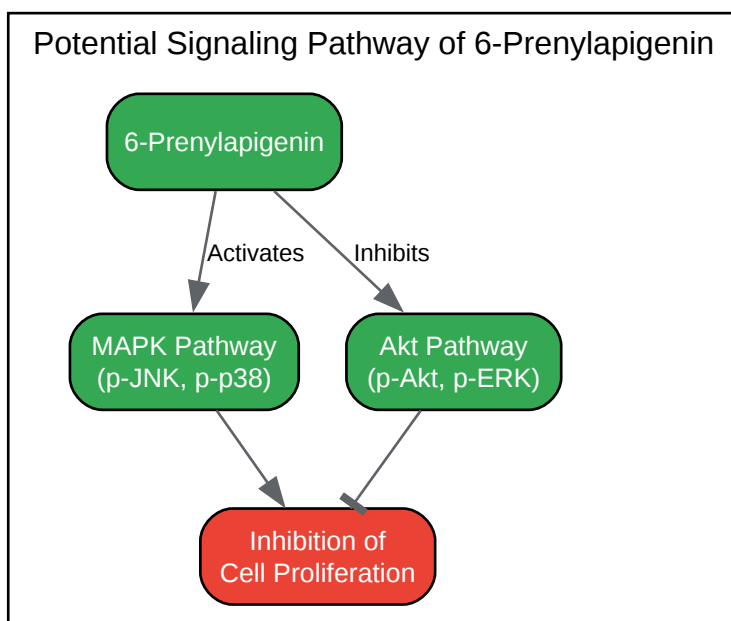 Potential Signaling Pathway of 6-Prenylapigenin
6-Prenylapigenin
Activates
Inhibits
MAPK Pathway
(p-JNK, p-p38)
Akt Pathway
(p-Akt, p-ERK)
Inhibition of
Cell Proliferation